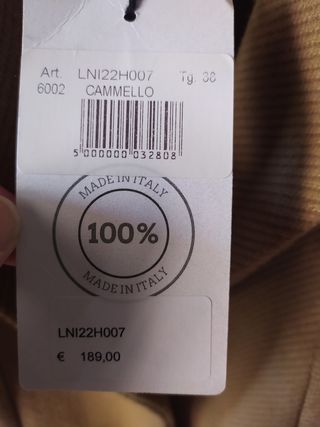 Art. LNI22H007 Tg. 38
6002 CAMMELLO
5 000000 032808
MADE IN ITALY
100%
MADE IN ITALY
LNI22H007
€ 189,00